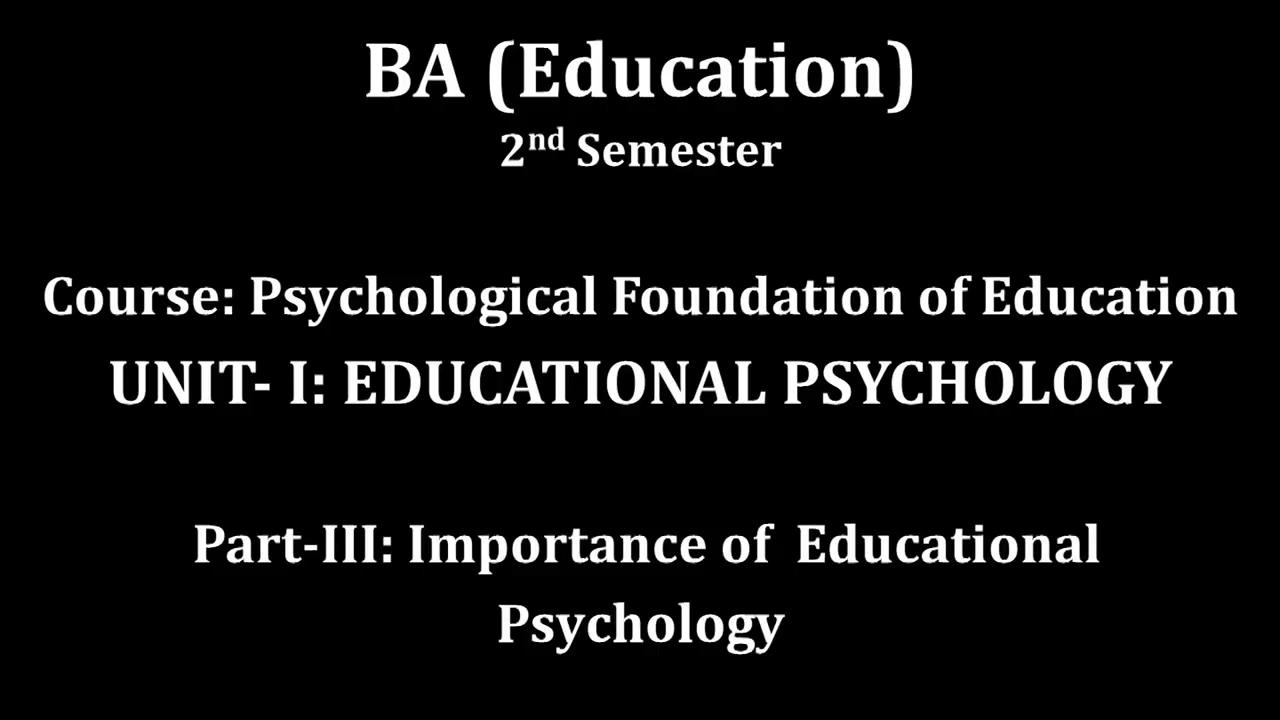 BA (Education)
2nd Semester
Course: Psychological Foundation of Education
UNIT- I: EDUCATIONAL PSYCHOLOGY
Part-III: Importance of Educational
Psychology